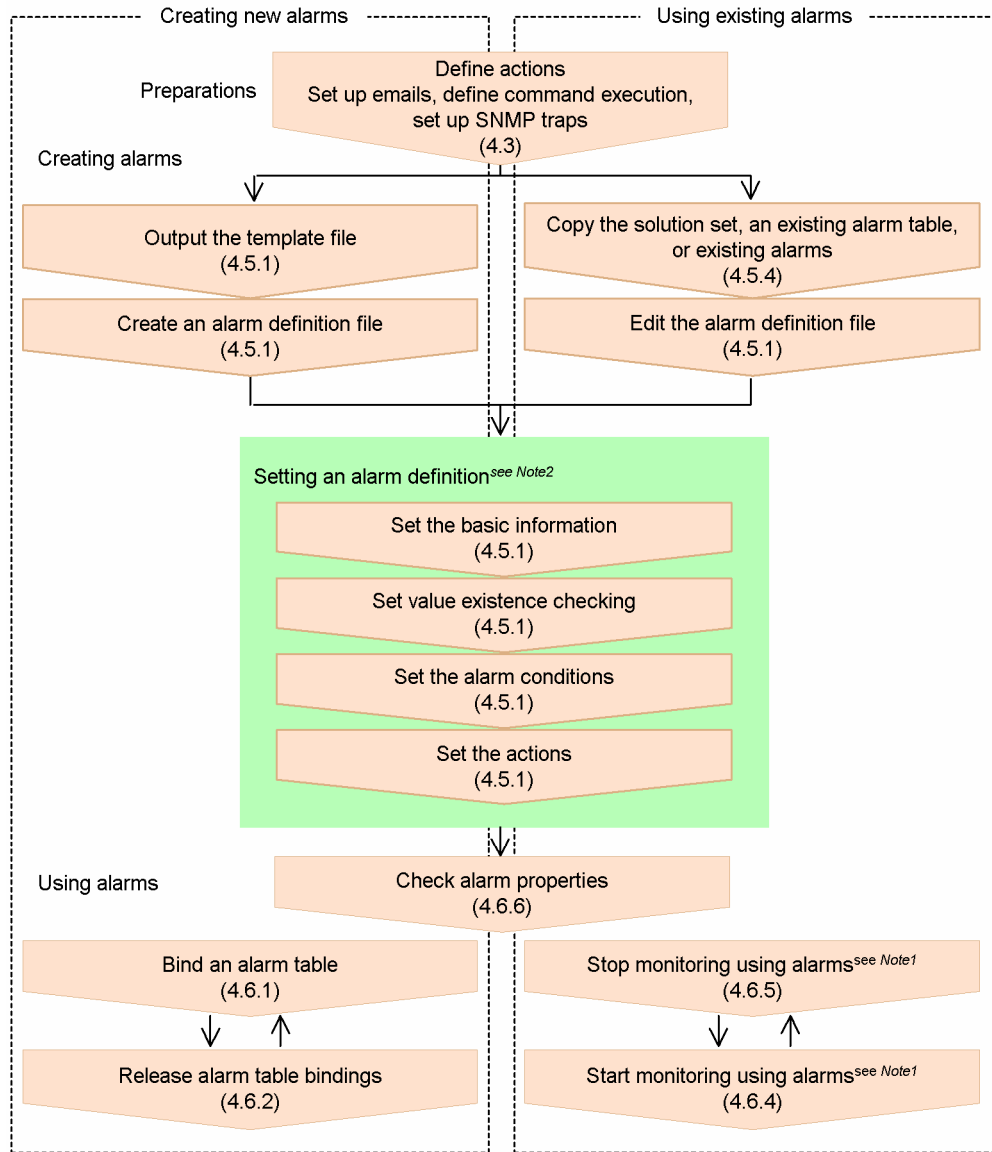 Creating new alarms
Using existing alarms
Preparations
Define actions
Set up emails, define command execution,
set up SNMP traps
(4.3)
Creating alarms
Output the template file
(4.5.1)
Copy the solution set, an existing alarm table,
or existing alarms
(4.5.4)
Create an alarm definition file
(4.5.1)
Edit the alarm definition file
(4.5.1)
Setting an alarm definition see Note2
Set the basic information
(4.5.1)
Set value existence checking
(4.5.1)
Set the alarm conditions
(4.5.1)
Set the actions
(4.5.1)
Using alarms
Check alarm properties
(4.6.6)
Bind an alarm table
(4.6.1)
Stop monitoring using alarms see Note1
(4.6.5)
Release alarm table bindings
(4.6.2)
Start monitoring using alarms see Note1
(4.6.4)